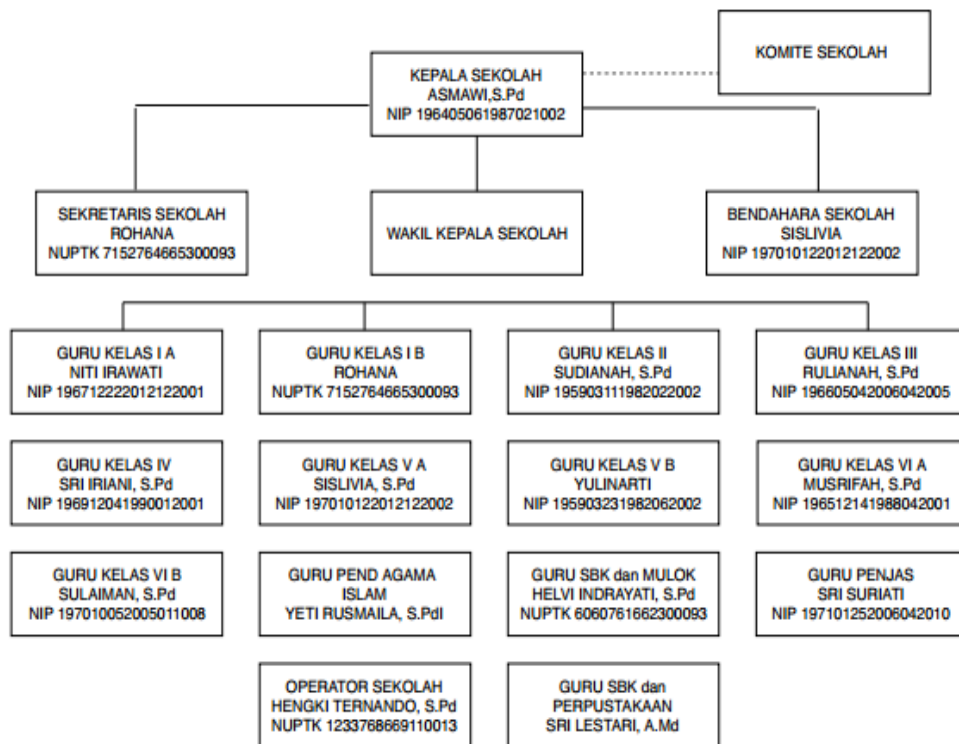 KOMITE SEKOLAH
KEPALA SEKOLAH
ASMAWI,S.Pd
NIP 196405061987021002
SEKRETARIS SEKOLAH
ROHANA
NUPTK 7152764665300093
WAKIL KEPALA SEKOLAH
BENDAHARA SEKOLAH
SISLIVIA
NIP 197010122012122002
GURU KELAS I A
NITI IRAWATI
NIP 196712222012122001
GURU KELAS I B
ROHANA
NUPTK 7152764665300093
GURU KELAS II
SUDIANAH, S.Pd
NIP 195903111982022002
GURU KELAS III
RULIANAH, S.Pd
NIP 196605042006042005
GURU KELAS IV
SRI IRIANI, S.Pd
NIP 196912041990012001
GURU KELAS V A
SISLIVIA, S.Pd
NIP 197010122012122002
GURU KELAS V B
YULINARTI
NIP 195903231982062002
GURU KELAS VI A
MUSRIFAH, S.Pd
NIP 196512141988042001
GURU KELAS VI B
SULAIMAN, S.Pd
NIP 197010052005011008
GURU PEND AGAMA
ISLAM
YETI RUSMAILA, S.PdI
GURU SBK dan MULOK
HELVI INDRAYATI, S.Pd
NUPTK 6060761662300093
GURU PENJAS
SRI SURIATI
NIP 197101252006042010
OPERATOR SEKOLAH
HENGKI TERNANDO, S.Pd
NUPTK 1233768669110013
GURU SBK dan
PERPUSTAKAAN
SRI LESTARI, A.Md